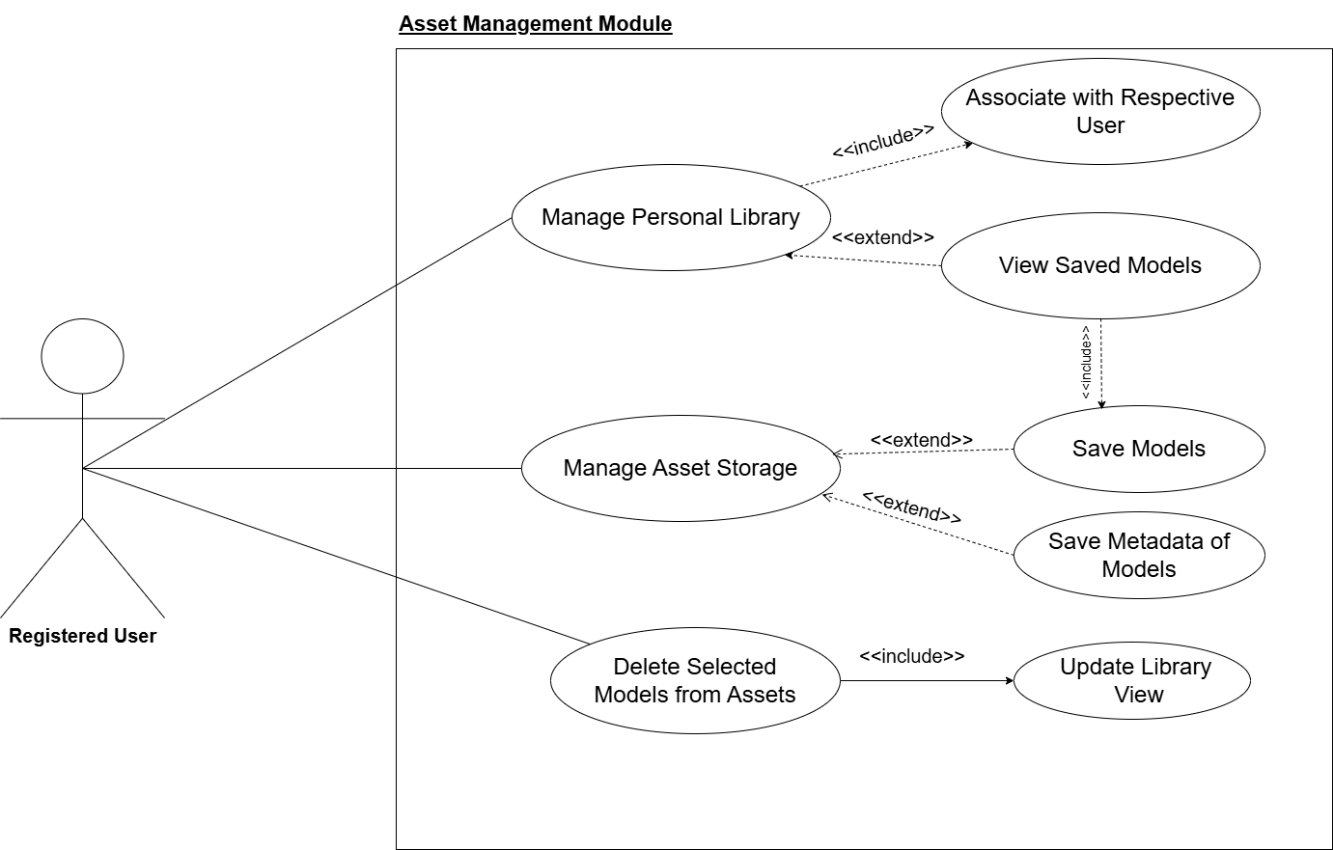 Asset Management Module
Associate with Respective
User
<<include>>
Manage Personal Library
<<extend>>
View Saved Models
<<include>>
<<extend>>
Save Models
Manage Asset Storage
<<extend>>
Save Metadata of
Models
Registered User
Delete Selected
Models from Assets
<<include>>
Update Library
View